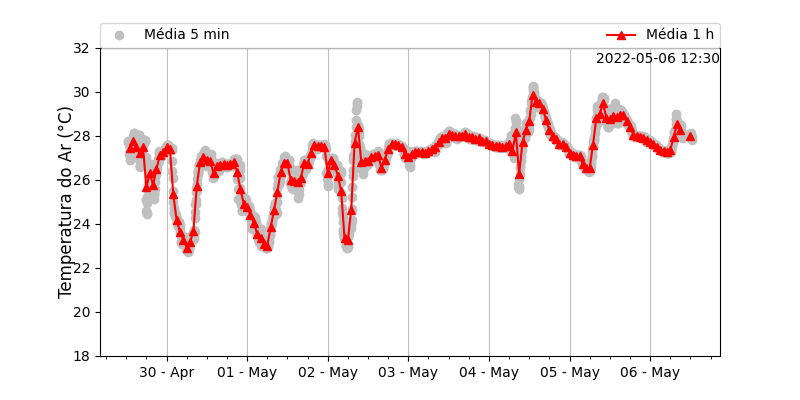 Média 5 min
Média 1 h
2022-05-06 12:30
Temperatura do Ar (°C)
32
30
28
26
24
22
20
18
30 - Apr
01 - May
02 - May
03 - May
04 - May
05 - May
06 - May